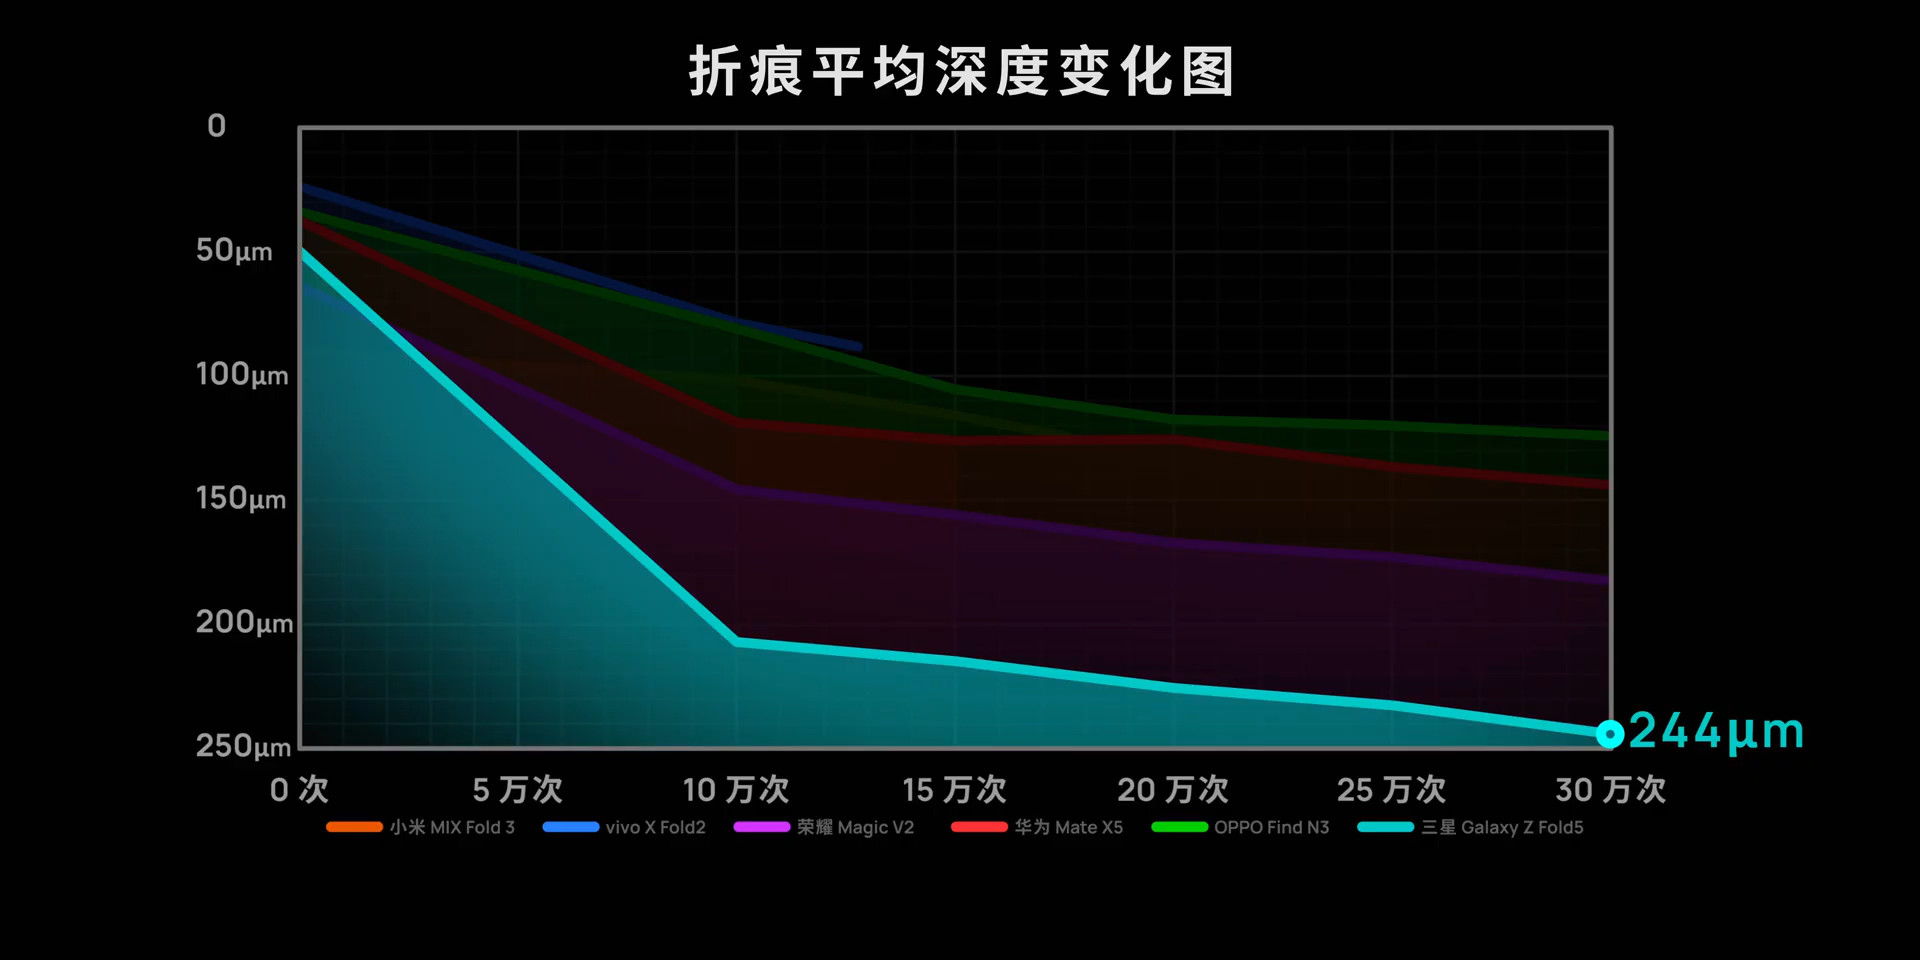 折痕平均深度变化图
0
50μm
100μm
150μm
200μm
250μm
244μm
0 次
5 万次
10 万次
15 万次
20 万次
25 万次
30 万次
小米 MIX Fold 3
vivo X Fold2
荣耀 Magic V2
华为 Mate X5
OPPO Find N3
三星 Galaxy Z Fold5